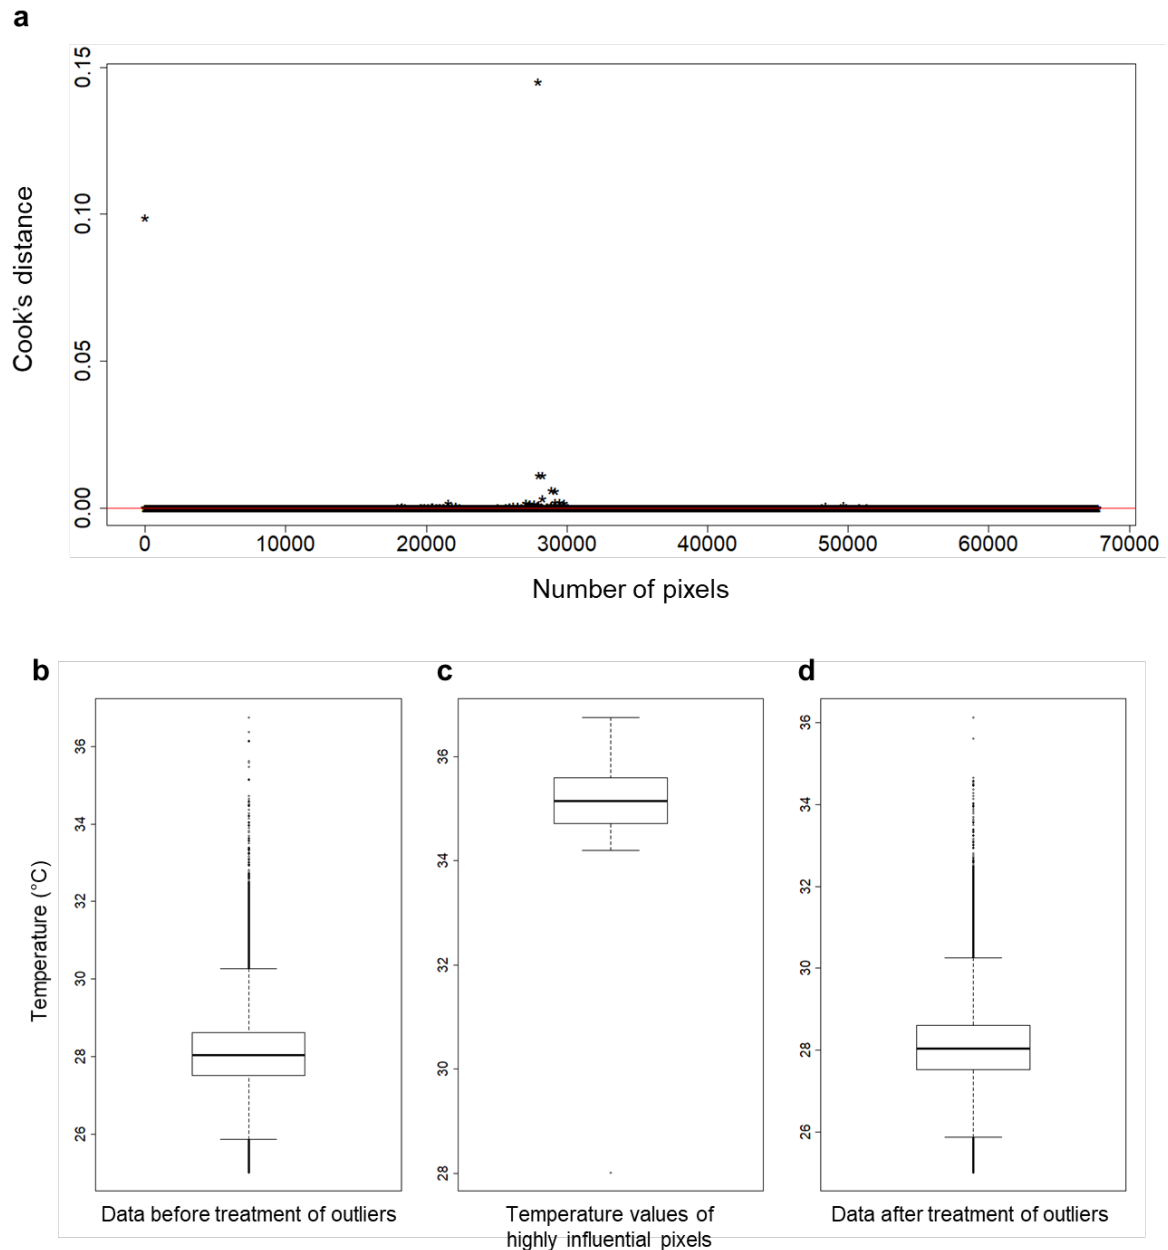 a
Cook's distance
0.15
0.10
0.05
0.00
0 10000 20000 30000 40000 50000 60000 70000
Number of pixels
b
c
d
Temperature (°C)
36
34
32
30
28
26
36
34
32
30
28
36
34
32
30
28
26
Data before treatment of outliers
Temperature values of
highly influential pixels
Data after treatment of outliers